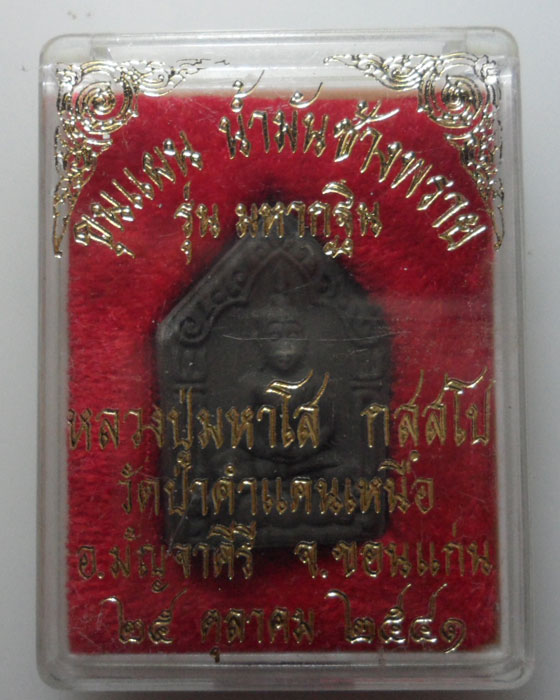 ขุนแผน น้ำมันช้างพราย
รุ่น มหากฐิน
หลวงปู่มหาโส กสฺสโป
วัดป่าคำแคนเหนือ
อ.มัญจาคีรี จ.ขอนแก่น
๒๕ ตุลาคม ๒๕๔๑